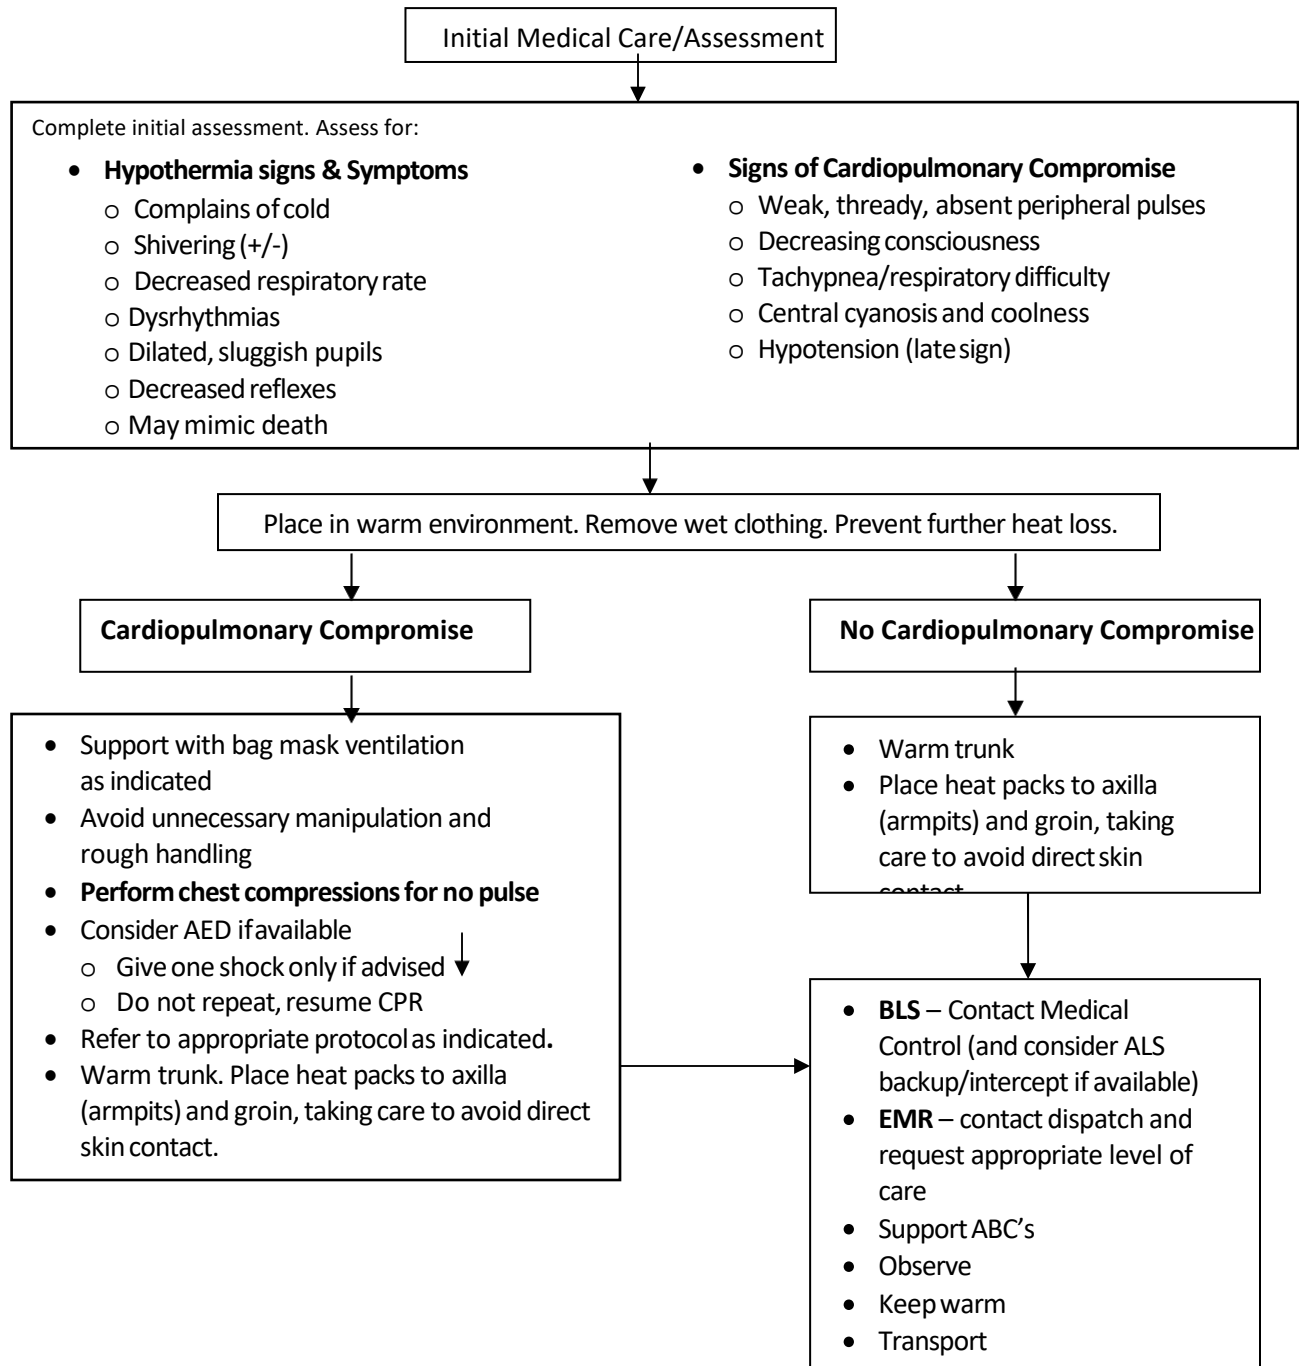 Initial Medical Care/Assessment
Complete initial assessment. Assess for:
• Hypothermia signs & Symptoms
o Complains of cold
o Shivering (+/-)
o Decreased respiratory rate
o Dysrhythmias
o Dilated, sluggish pupils
o Decreased reflexes
o May mimic death
• Signs of Cardiopulmonary Compromise
o Weak, thready, absent peripheral pulses
o Decreasing consciousness
o Tachypnea/respiratory difficulty
o Central cyanosis and coolness
o Hypotension (late sign)
Place in warm environment. Remove wet clothing. Prevent further heat loss.
Cardiopulmonary Compromise
• Support with bag mask ventilation
as indicated
• Avoid unnecessary manipulation and
rough handling
• Perform chest compressions for no pulse
• Consider AED if available
o Give one shock only if advised
o Do not repeat, resume CPR
• Refer to appropriate protocol as indicated.
• Warm trunk. Place heat packs to axilla
(armpits) and groin, taking care to avoid direct
skin contact.
No Cardiopulmonary Compromise
• Warm trunk
• Place heat packs to axilla
(armpits) and groin, taking
care to avoid direct skin
contact
• BLS – Contact Medical
Control (and consider ALS
backup/intercept if available)
• EMR – contact dispatch and
request appropriate level of
care
• Support ABC’s
• Observe
• Keep warm
• Transport